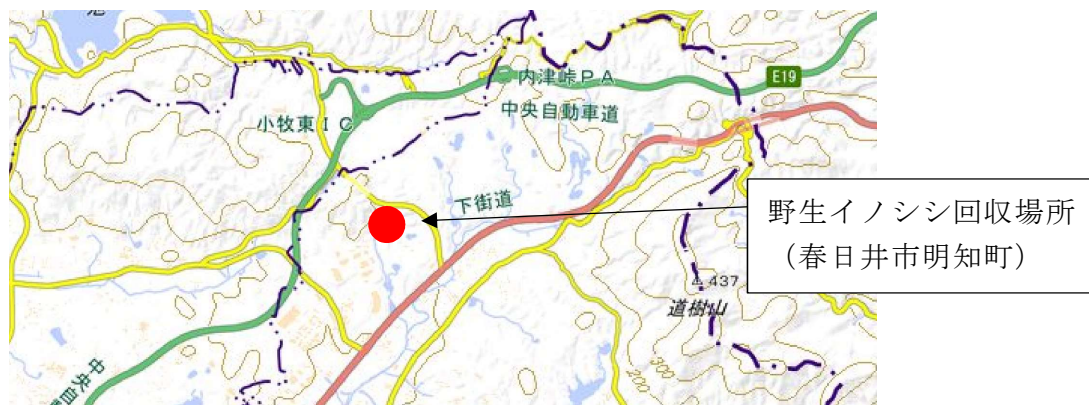 内津峠PA
E19
中央自動車道
小牧東IC
下街道
野生イノシシ回収場所
（春日井市明知町）
437
道樹山
300
200
中央自